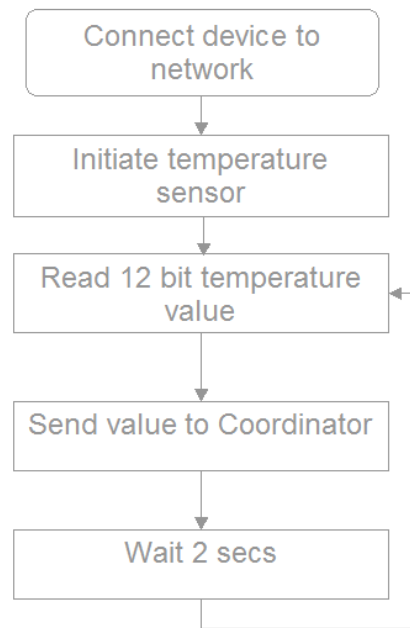 Connect device to
network
Initiate temperature
sensor
Read 12 bit temperature
value
Send value to Coordinator
Wait 2 secs